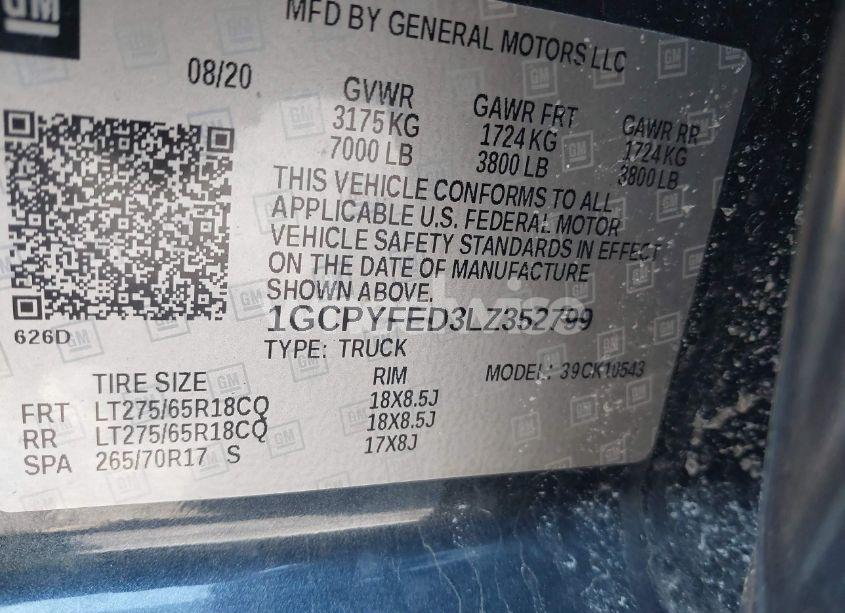 GM
MFD BY GENERAL MOTORS LLC
08/20
GVWR GAWR FRT GAWR RR
3175 KG 1724 KG 1724 KG
7000 LB 3800 LB 3800 LB
THIS VEHICLE CONFORMS TO ALL
APPLICABLE U.S. FEDERAL MOTOR
VEHICLE SAFETY STANDARDS IN EFFECT
ON THE DATE OF MANUFACTURE
SHOWN ABOVE.
1GCPYFED3LZ352799
626D
TYPE: TRUCK
MODEL: 39CK10543
TIRE SIZE RIM
FRT LT275/65R18CQ 18X8.5J
RR LT275/65R18CQ 18X8.5J
SPA 265/70R17 S 17X8J